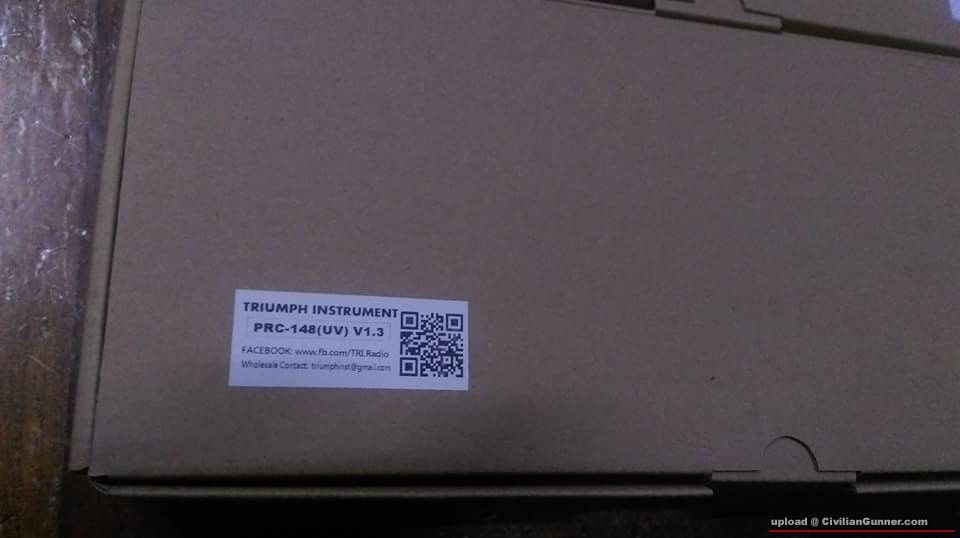 TRIUMPH INSTRUMENT
PRC-148(UV) V1.3
FACEBOOK: www.fb.com/TRI.Radio
Wholesale Contact: triumphinst@gmail.com
upload @ CivilianGunner.com